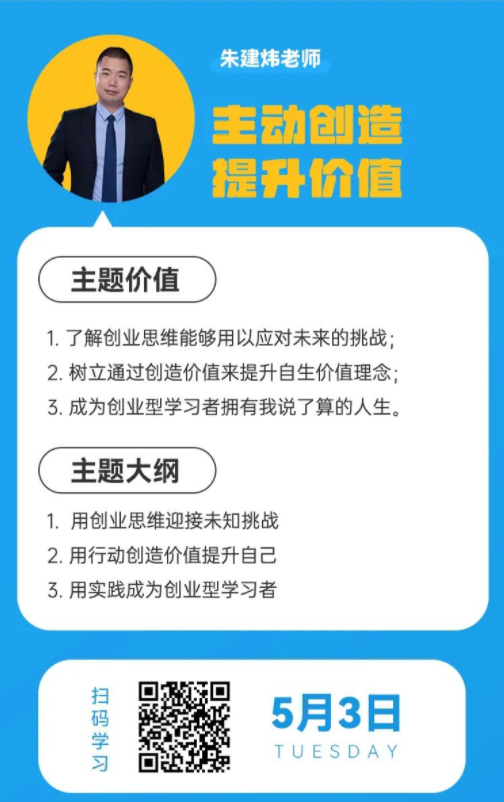 朱建炜老师
主动创造
提升价值
主题价值
1. 了解创业思维能够用以应对未来的挑战；
2. 树立通过创造价值来提升自生价值理念；
3. 成为创业型学习者拥有我说了算的人生。
主题大纲
1. 用创业思维迎接未知挑战
2. 用行动创造价值提升自己
3. 用实践成为创业型学习者
扫码学习
5月3日
TUESDAY